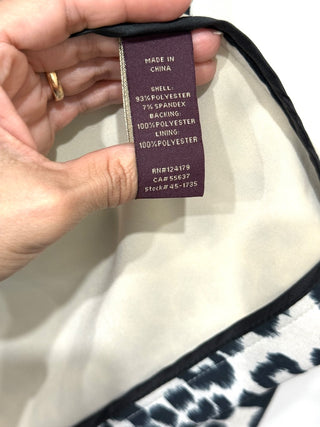 MADE IN
CHINA
SHELL:
93%POLYESTER
7% SPANDEX
BACKING:
100%POLYESTER
LINING:
100%POLYESTER
RN#124179
CA#55637
Stock# 45-1735